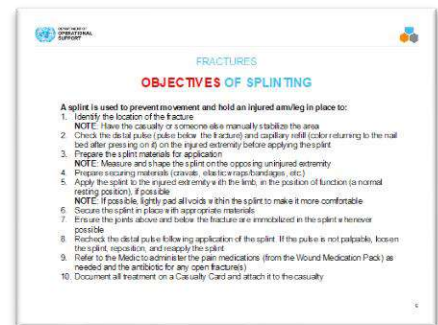 DEPARTMENT OF
OPERATIONAL
SUPPORT
FRACTURES
OBJECTIVES OF SPLINTING
A splint is used to prevent movement and hold an injured arm/leg in place to:
1. Identify the location of the fracture
NOTE: Have the casualty or someone else manually stabilize the area
2. Check the distal pulse (pulse below the fracture) and capillary refill (color returning to the nail
bed after pressing on it) on the injured extremity before applying the splint
3. Prepare the splint materials for application
NOTE: Measure and shape the splint on the opposing uninjured extremity
4. Prepare securing materials (cravats, elastic wraps/bandages, etc.)
5. Apply the splint to the injured extremity with the limb, in the position of function (a normal
resting position), if possible
NOTE: If possible, lightly pad all voids within the splint to make it more comfortable
6. Secure the splint in place with appropriate materials
7. Ensure the joints above and below the fracture are immobilized in the splint whenever
possible
8. Recheck the distal pulse following application of the splint. If the pulse is not palpable, loosen
the splint, reposition, and reapply the splint
9. Refer to the Medic to administer the pain medications (from the Wound Medication Pack) as
needed and the antibiotic for any open fracture(s)
10. Document all treatment on a Casualty Card and attach it to the casualty